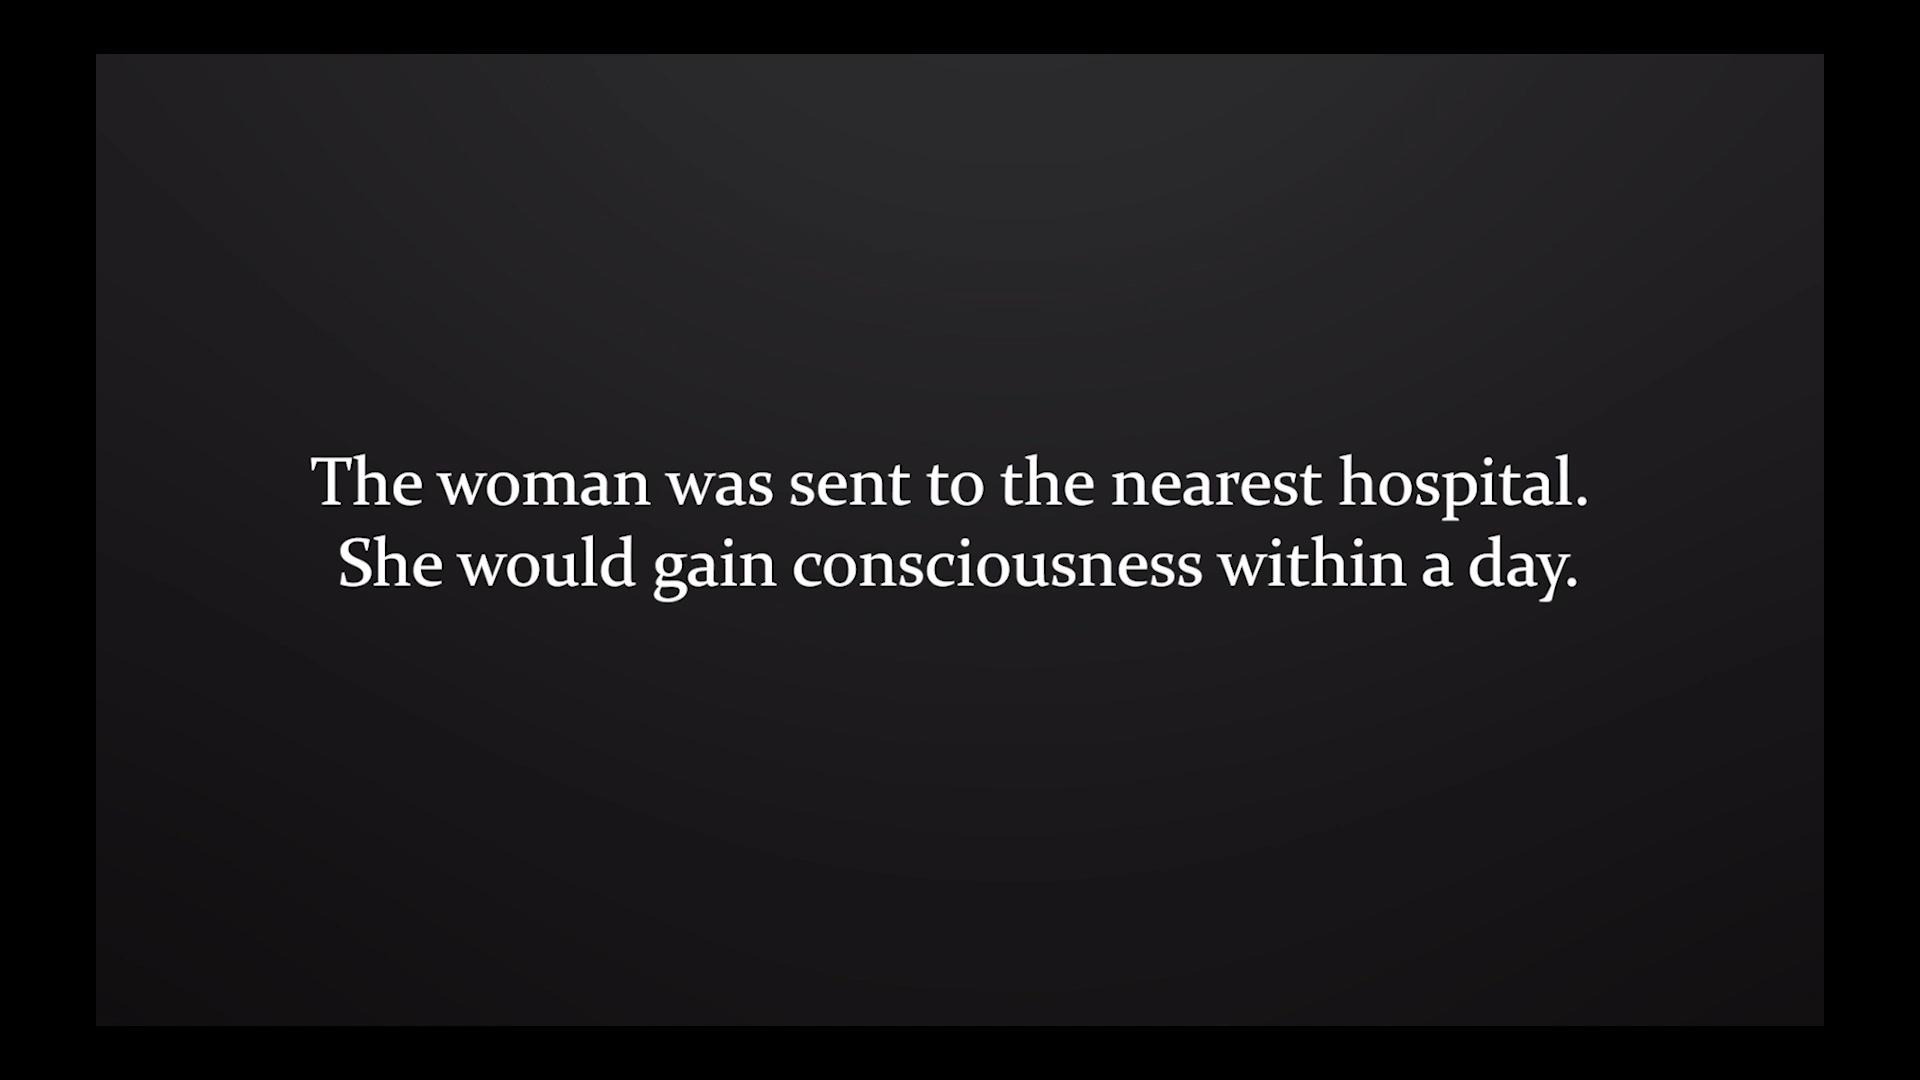 The woman was sent to the nearest hospital.
She would gain consciousness within a day.